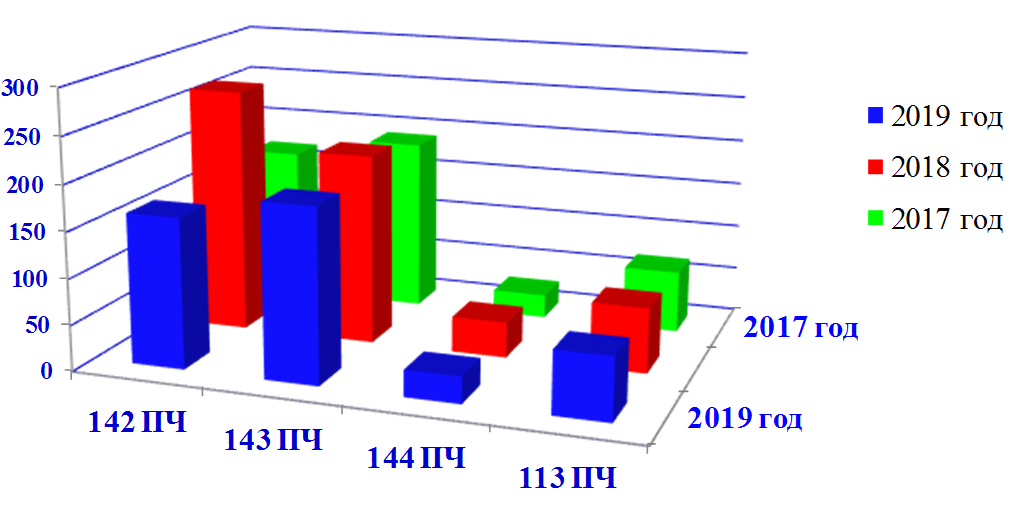 300
250
200
150
100
50
0
142 ПЧ
143 ПЧ
144 ПЧ
113 ПЧ
2017 год
2019 год
2019 год
2018 год
2017 год